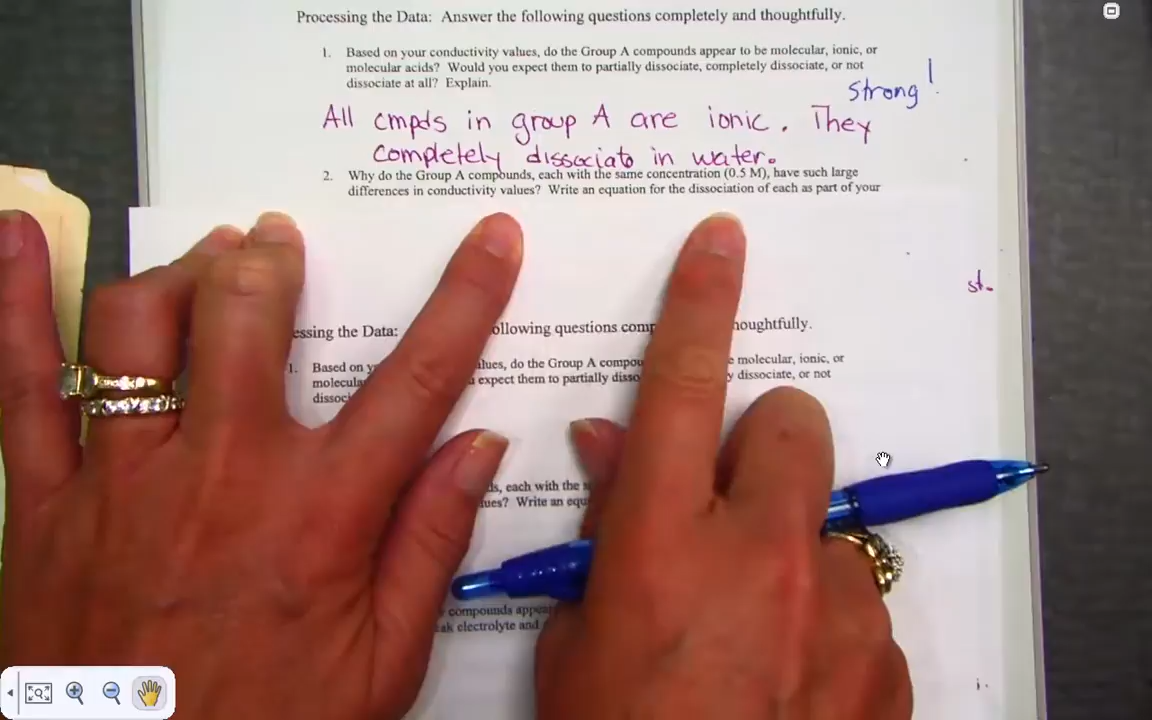 Processing the Data: Answer the following questions completely and thoughtfully.
1. Based on your conductivity values, do the Group A compounds appear to be molecular, ionic, or
molecular acids? Would you expect them to partially dissociate, completely dissociate, or not
dissociate at all? Explain.
strong!
All cmpds in group A are ionic. They
completely dissociate in water.
2. Why do the Group A compounds, each with the same concentration (0.5 M), have such large
differences in conductivity values? Write an equation for the dissociation of each as part of your
st.
essing the Data: ollowing questions comp houghtfully.
1. Based on y lues, do the Group A compou e molecular, ionic, or
molecula expect them to partially disso y dissociate, or not
dissoci
ds, each with the s
ues? Write an equ
compounds appea
ak electrolyte and